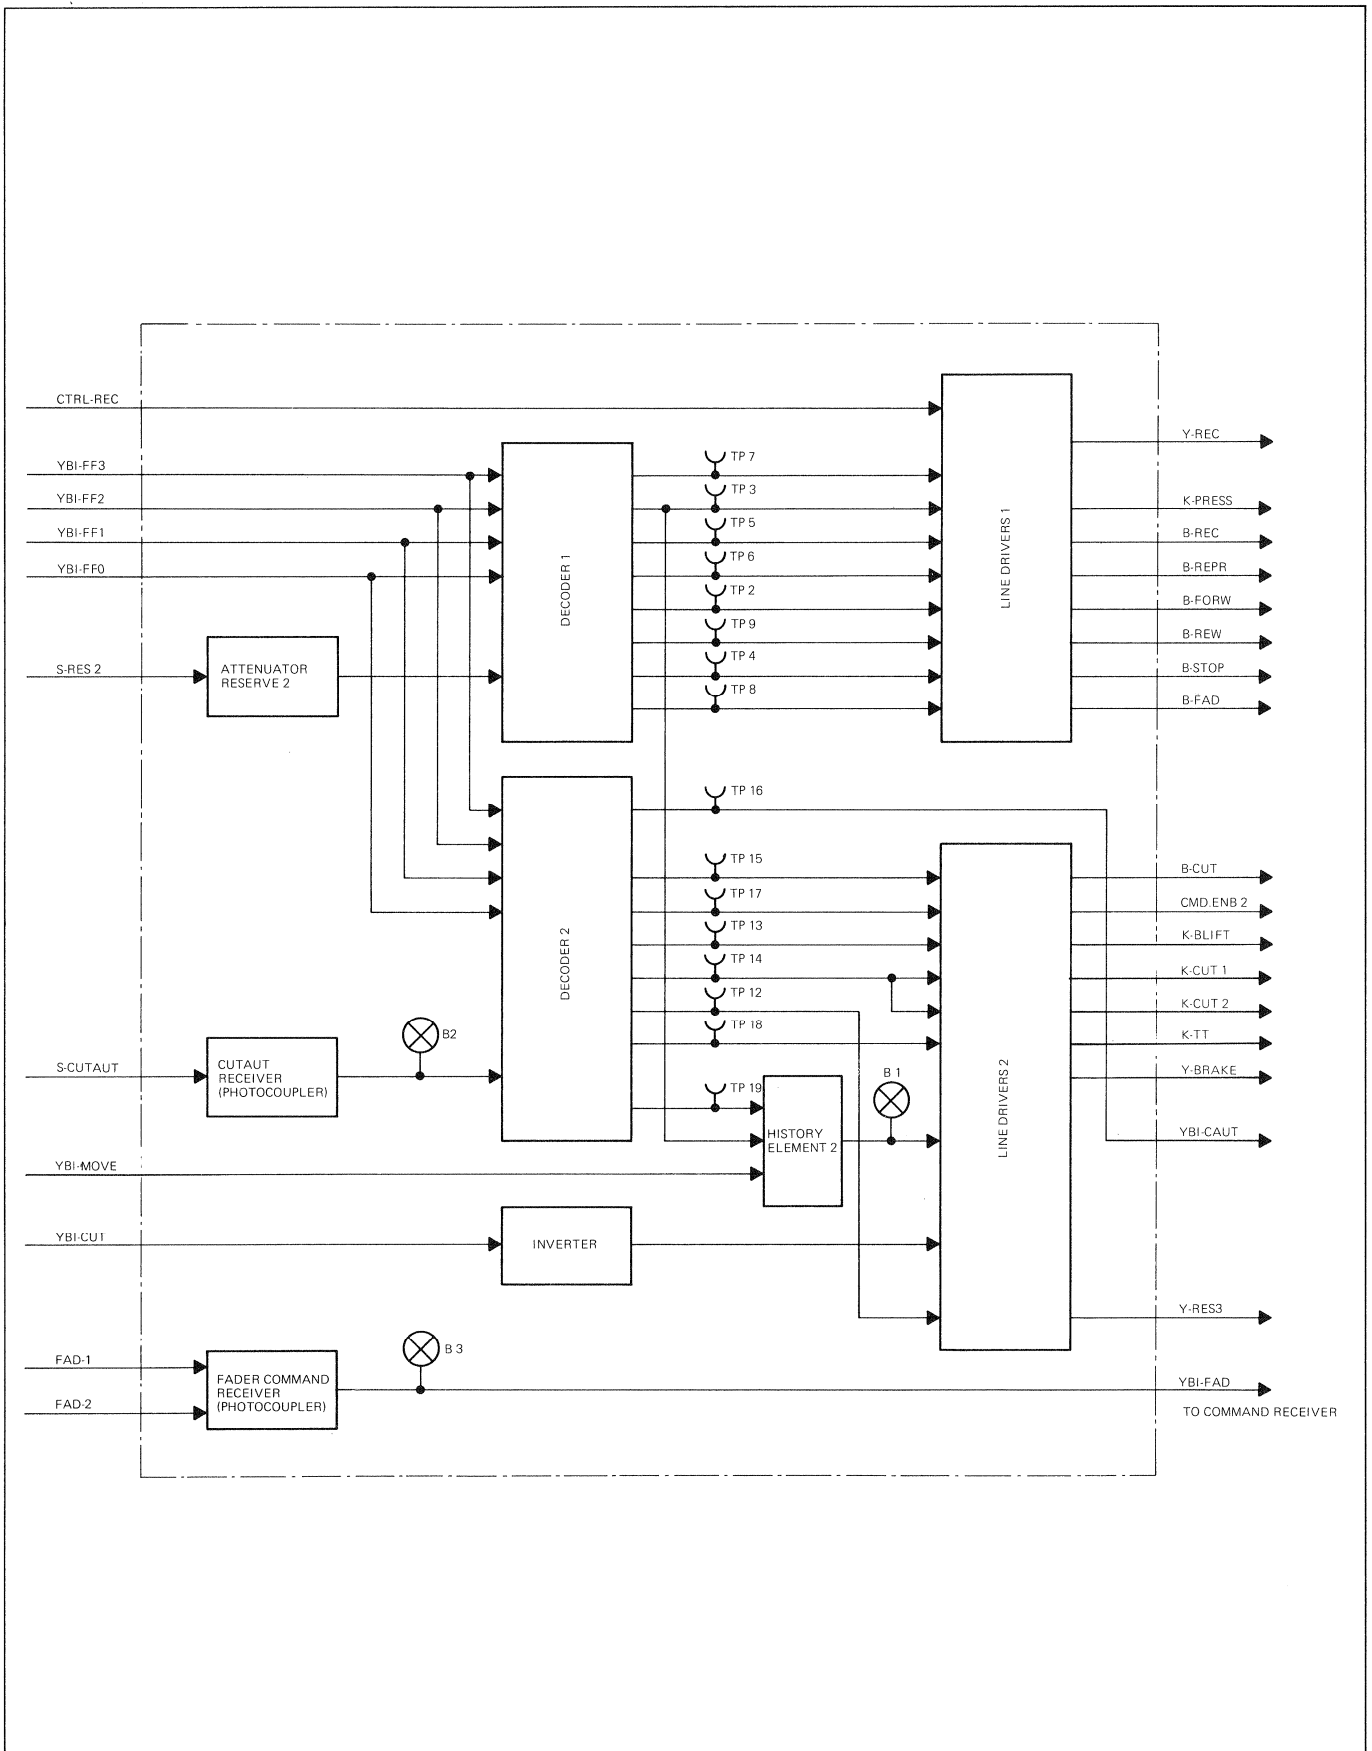 CTRL-REC
YBI-FF3
YBI-FF2
YBI-FF1
YBI-FF0
S-RES 2
ATTENUATOR
RESERVE 2
DECODER 1
TP 7
TP 3
TP 5
TP 6
TP 2
TP 9
TP 4
TP 8
LINE DRIVERS 1
Y-REC
K-PRESS
B-REC
B-REPR
B-FORW
B-REW
B-STOP
B-FAD
S-CUTAUT
CUTAUT
RECEIVER
(PHOTOCOUPLER)
B2
DECODER 2
TP 16
TP 15
TP 17
TP 13
TP 14
TP 12
TP 18
TP 19
HISTORY
ELEMENT 2
B 1
LINE DRIVERS 2
B-CUT
CMD.ENB 2
K-BLIFT
K-CUT 1
K-CUT 2
K-TT
Y-BRAKE
YBI-CAUT
YBI-MOVE
YBI-CUT
INVERTER
Y-RES3
FAD-1
FAD-2
FADER COMMAND
RECEIVER
(PHOTOCOUPLER)
B 3
YBI-FAD
TO COMMAND RECEIVER